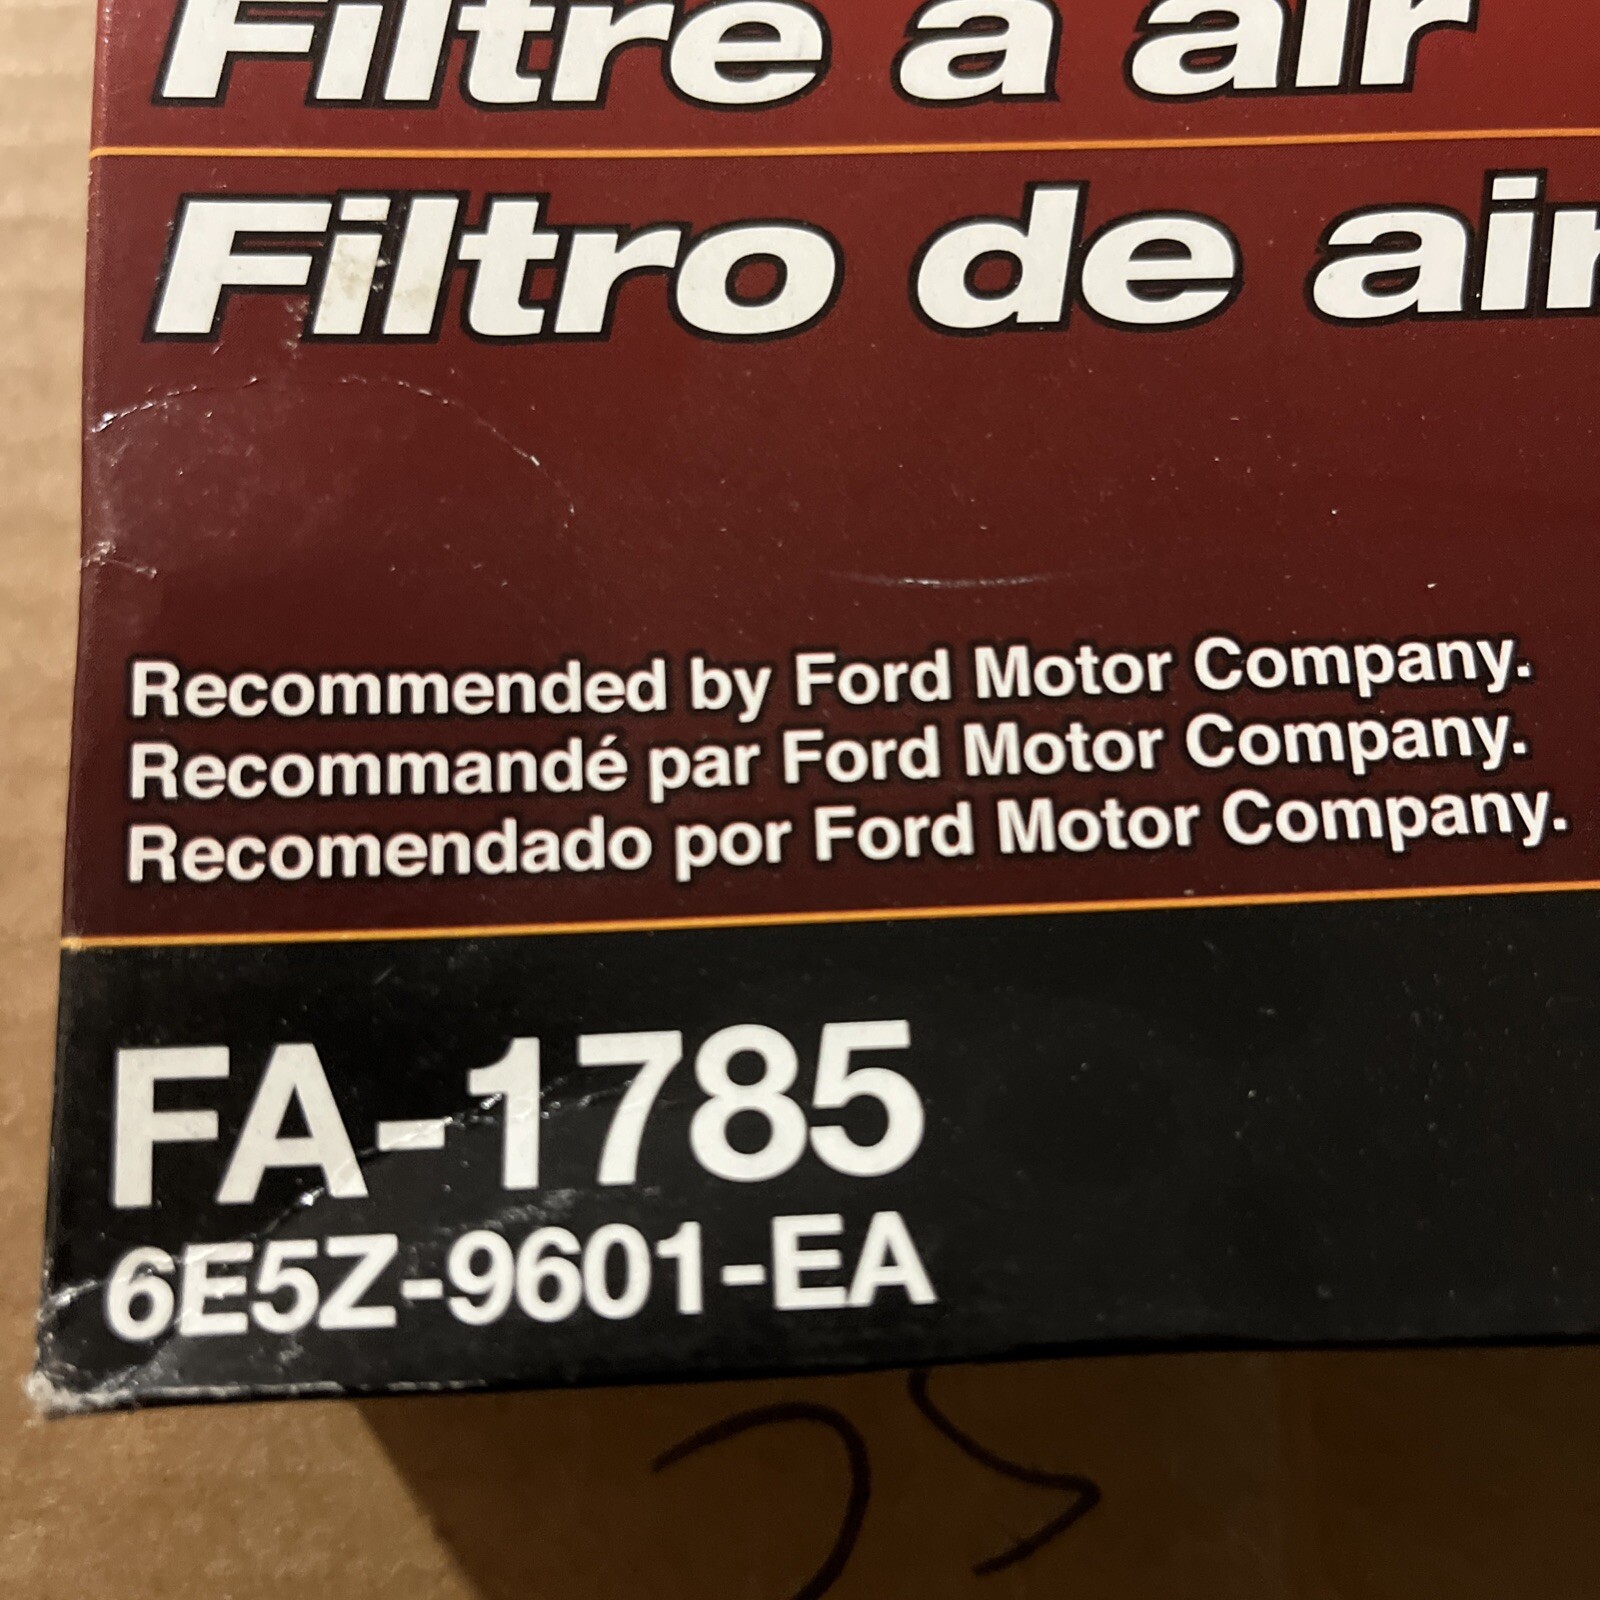 Filtre à air
Filtro de air
Recommended by Ford Motor Company.
Recommandé par Ford Motor Company.
Recomendado por Ford Motor Company.
FA-1785
6E5Z-9601-EA